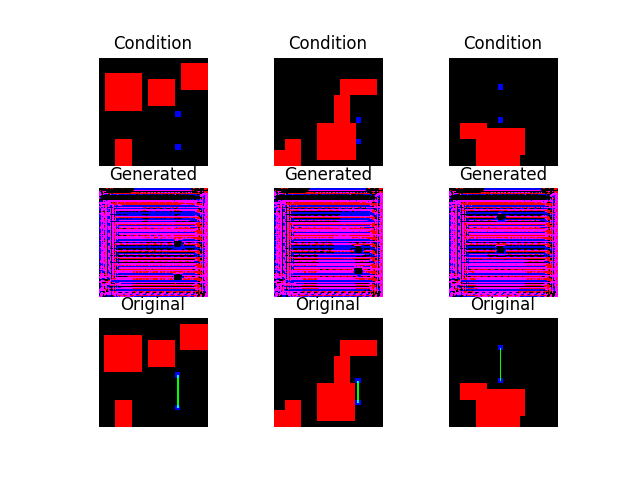 Condition
Condition
Condition
Generated
Generated
Generated
Original
Original
Original